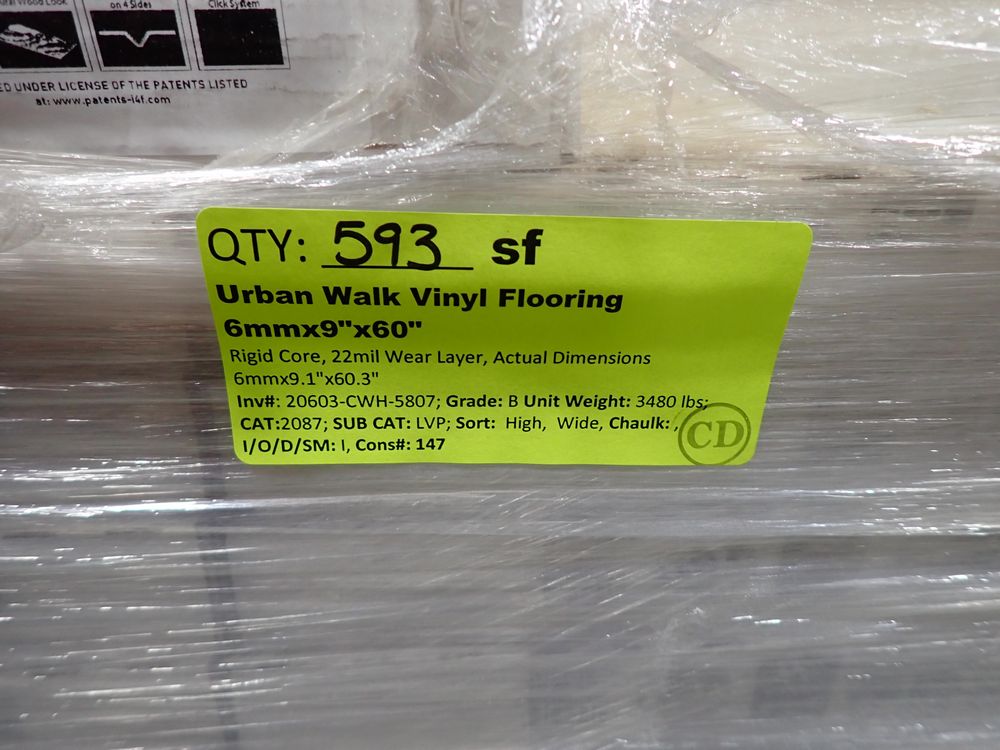 Wood Look
on 4 Sides
Click System
UNDER LICENSE OF THE PATENTS LISTED
at: www.patents-i4f.com
QTY: 593 sf
Urban Walk Vinyl Flooring
6mmx9"x60"
Rigid Core, 22mil Wear Layer, Actual Dimensions
6mmx9.1"x60.3"
Inv#: 20603-CWH-5807; Grade: B Unit Weight: 3480 lbs;
CAT:2087; SUB CAT: LVP; Sort: High, Wide, Chaulk: ,
I/O/D/SM: I, Cons#: 147
CD